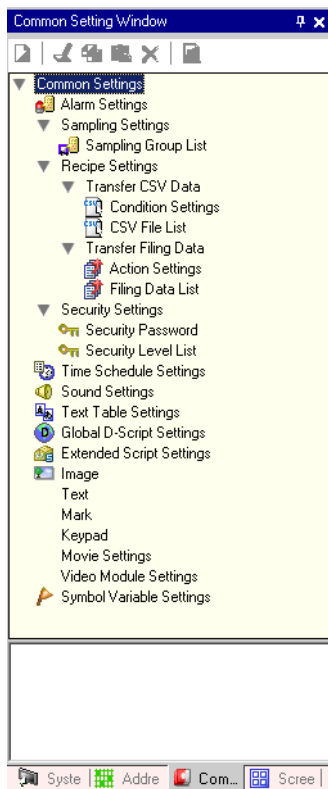 Common Setting Window
Common Settings
Alarm Settings
Sampling Settings
Sampling Group List
Recipe Settings
Transfer CSV Data
Condition Settings
CSV File List
Transfer Filing Data
Action Settings
Filing Data List
Security Settings
Security Password
Security Level List
Time Schedule Settings
Sound Settings
Text Table Settings
Global D-Script Settings
Extended Script Settings
Image
Text
Mark
Keypad
Movie Settings
Video Module Settings
Symbol Variable Settings
Syste Addre Com... Scree